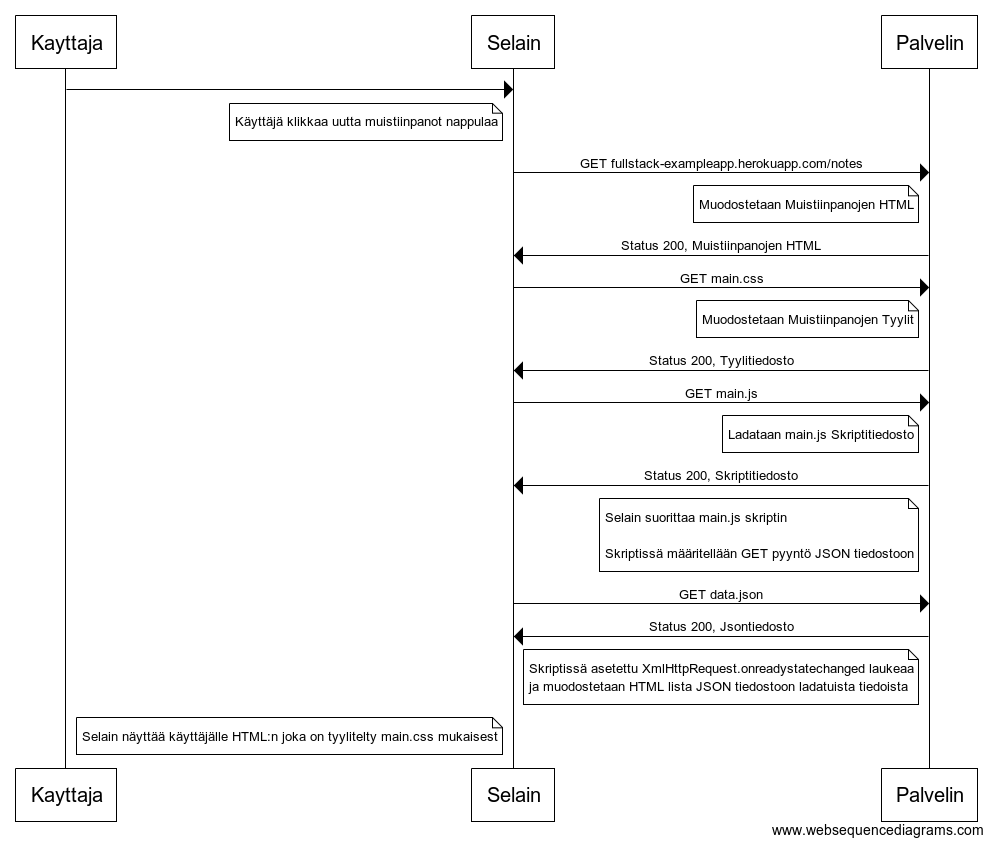 Kayttaja
Selain
Palvelin
Käyttäjä klikkaa uutta muistiinpanot nappulaa
GET fullstack-exampleapp.herokuapp.com/notes
Muodostetaan Muistiinpanojen HTML
Status 200, Muistiinpanojen HTML
GET main.css
Muodostetaan Muistiinpanojen Tyylit
Status 200, Tyylitiedosto
GET main.js
Ladataan main.js Skriptitiedosto
Status 200, Skriptitiedosto
Selain suorittaa main.js skriptin
Skriptissä määritellään GET pyyntö JSON tiedostoon
GET data.json
Status 200, Jsontiedosto
Skriptissä asetettu XmlHttpRequest.onreadystatechanged laukeaa
ja muodostetaan HTML lista JSON tiedostoon ladatuista tiedoista
Selain näyttää käyttäjälle HTML:n joka on tyylitelty main.css mukaisest
Kayttaja
Selain
Palvelin
www.websequencediagrams.com